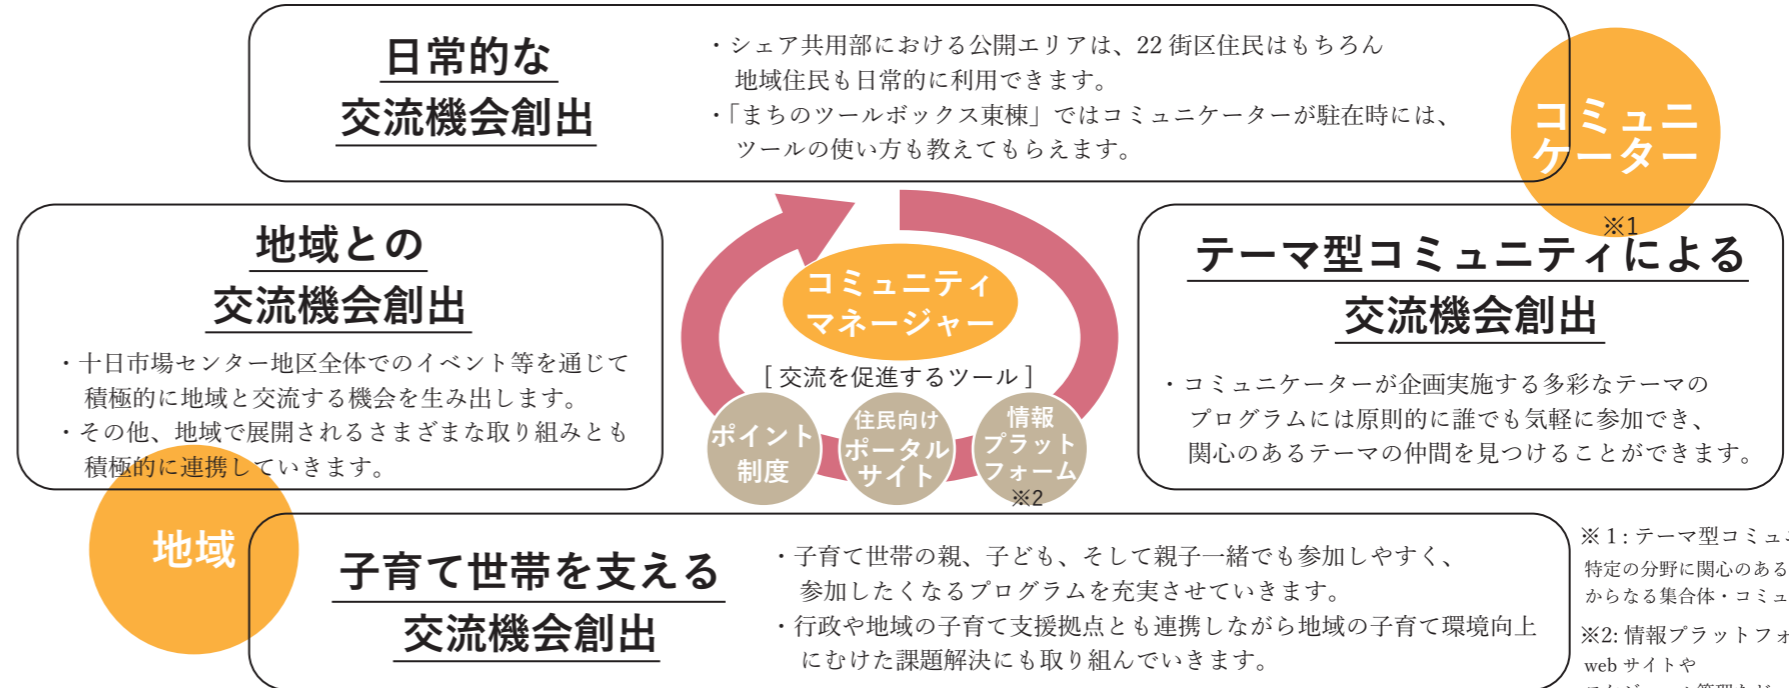 日常的な
交流機会創出
・シェア共用部における公開エリアは、22 街区住民はもちろん
地域住民も日常的に利用できます。
・「まちのツールボックス東棟」ではコミュニケーターが駐在時には、
ツールの使い方も教えてもらえます。
コミュニ
ケーター
地域との
交流機会創出
・十日市場センター地区全体でのイベント等を通じて
積極的に地域と交流する機会を生み出します。
・その他、地域で展開されるさまざまな取り組みとも
積極的に連携していきます。
コミュニティ
マネージャー
[ 交流を促進するツール ]
ポイント
制度
住民向け
ポータル
サイト
情報
プラット
フォーム
※2
※1
テーマ型コミュニティによる
交流機会創出
・コミュニケーターが企画実施する多彩なテーマの
プログラムには原則的に誰でも気軽に参加でき、
関心のあるテーマの仲間を見つけることができます。
地域
子育て世帯を支える
交流機会創出
・子育て世帯の親、子ども、そして親子一緒でも参加しやすく、
参加したくなるプログラムを充実させていきます。
・行政や地域の子育て支援拠点とも連携しながら地域の子育て環境向上
にむけた課題解決にも取り組んでいきます。
※ 1 : テーマ型コミュ
特定の分野に関心のある
からなる集合体・コミュ
※2: 情報プラットフォ
web サイトや